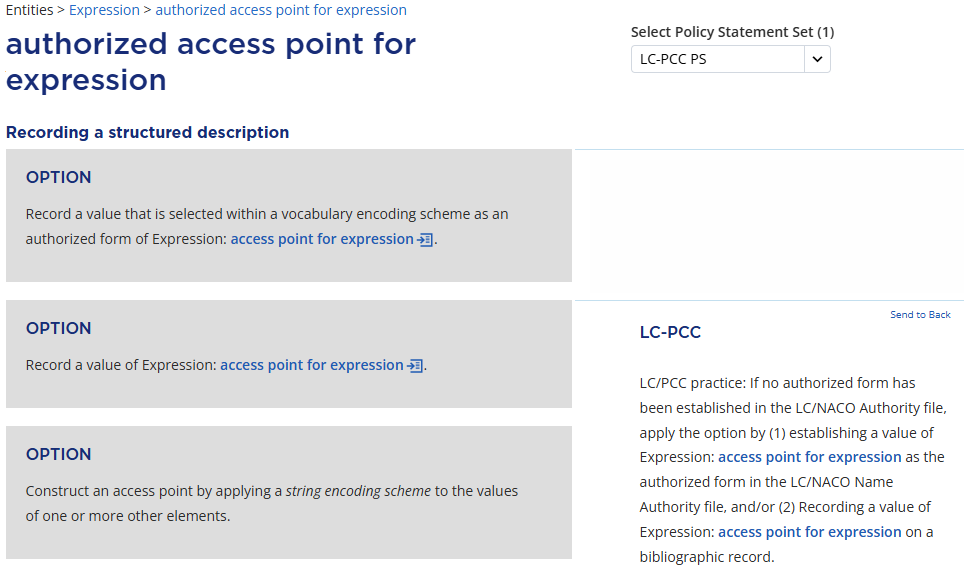 Entities > Expression > authorized access point for expression
authorized access point for
expression
Select Policy Statement Set (1)
LC-PCC PS
Recording a structured description
OPTION
Record a value that is selected within a vocabulary encoding scheme as an
authorized form of Expression: access point for expression.
OPTION
Record a value of Expression: access point for expression.
OPTION
Construct an access point by applying a string encoding scheme to the values
of one or more other elements.
Send to Back
LC-PCC
LC/PCC practice: If no authorized form has
been established in the LC/NACO Authority file,
apply the option by (1) establishing a value of
Expression: access point for expression as the
authorized form in the LC/NACO Name
Authority file, and/or (2) Recording a value of
Expression: access point for expression on a
bibliographic record.